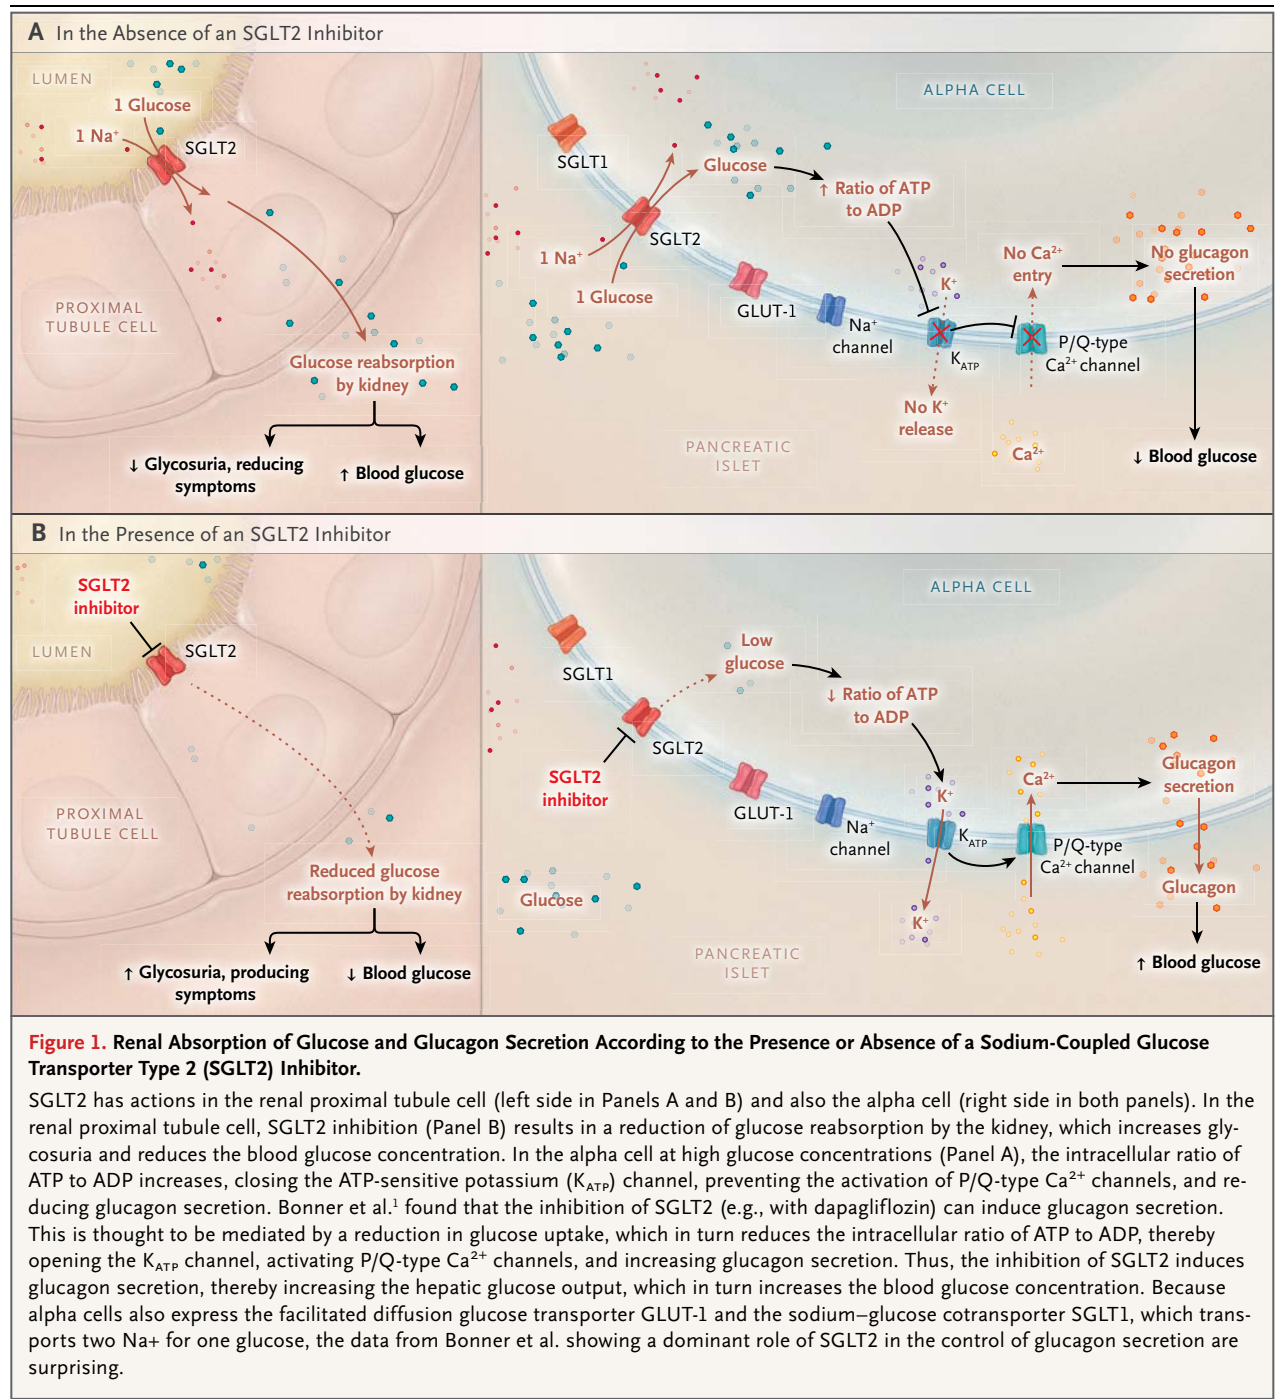 A In the Absence of an SGLT2 Inhibitor
LUMEN
1 Glucose
1 Na⁺
SGLT2
PROXIMAL
TUBULE CELL
Glucose reabsorption
by kidney
↓ Glycosuria, reducing
symptoms
↑ Blood glucose
ALPHA CELL
SGLT1
Glucose
↑ Ratio of ATP
to ADP
SGLT2
1 Na⁺
1 Glucose
GLUT-1
Na⁺
channel
K⁺
K_ATP
No K⁺
release
No Ca²⁺
entry
P/Q-type
Ca²⁺ channel
Ca²⁺
No glucagon
secretion
↓ Blood glucose
PANCREATIC
ISLET
B In the Presence of an SGLT2 Inhibitor
SGLT2
inhibitor
LUMEN
SGLT2
PROXIMAL
TUBULE CELL
Reduced glucose
reabsorption by kidney
↑ Glycosuria, producing
symptoms
↓ Blood glucose
ALPHA CELL
SGLT1
Low
glucose
↓ Ratio of ATP
to ADP
SGLT2
SGLT2
inhibitor
GLUT-1
Na⁺
channel
K⁺
K_ATP
K⁺
Ca²⁺
P/Q-type
Ca²⁺ channel
Glucagon
secretion
Glucagon
↑ Blood glucose
Glucose
PANCREATIC
ISLET
Figure 1. Renal Absorption of Glucose and Glucagon Secretion According to the Presence or Absence of a Sodium-Coupled Glucose
Transporter Type 2 (SGLT2) Inhibitor.
SGLT2 has actions in the renal proximal tubule cell (left side in Panels A and B) and also the alpha cell (right side in both panels). In the
renal proximal tubule cell, SGLT2 inhibition (Panel B) results in a reduction of glucose reabsorption by the kidney, which increases gly-
cosuria and reduces the blood glucose concentration. In the alpha cell at high glucose concentrations (Panel A), the intracellular ratio of
ATP to ADP increases, closing the ATP-sensitive potassium (K_ATP) channel, preventing the activation of P/Q-type Ca²⁺ channels, and re-
ducing glucagon secretion. Bonner et al.¹ found that the inhibition of SGLT2 (e.g., with dapagliflozin) can induce glucagon secretion.
This is thought to be mediated by a reduction in glucose uptake, which in turn reduces the intracellular ratio of ATP to ADP, thereby
opening the K_ATP channel, activating P/Q-type Ca²⁺ channels, and increasing glucagon secretion. Thus, the inhibition of SGLT2 induces
glucagon secretion, thereby increasing the hepatic glucose output, which in turn increases the blood glucose concentration. Because
alpha cells also express the facilitated diffusion glucose transporter GLUT-1 and the sodium–glucose cotransporter SGLT1, which trans-
ports two Na+ for one glucose, the data from Bonner et al. showing a dominant role of SGLT2 in the control of glucagon secretion are
surprising.